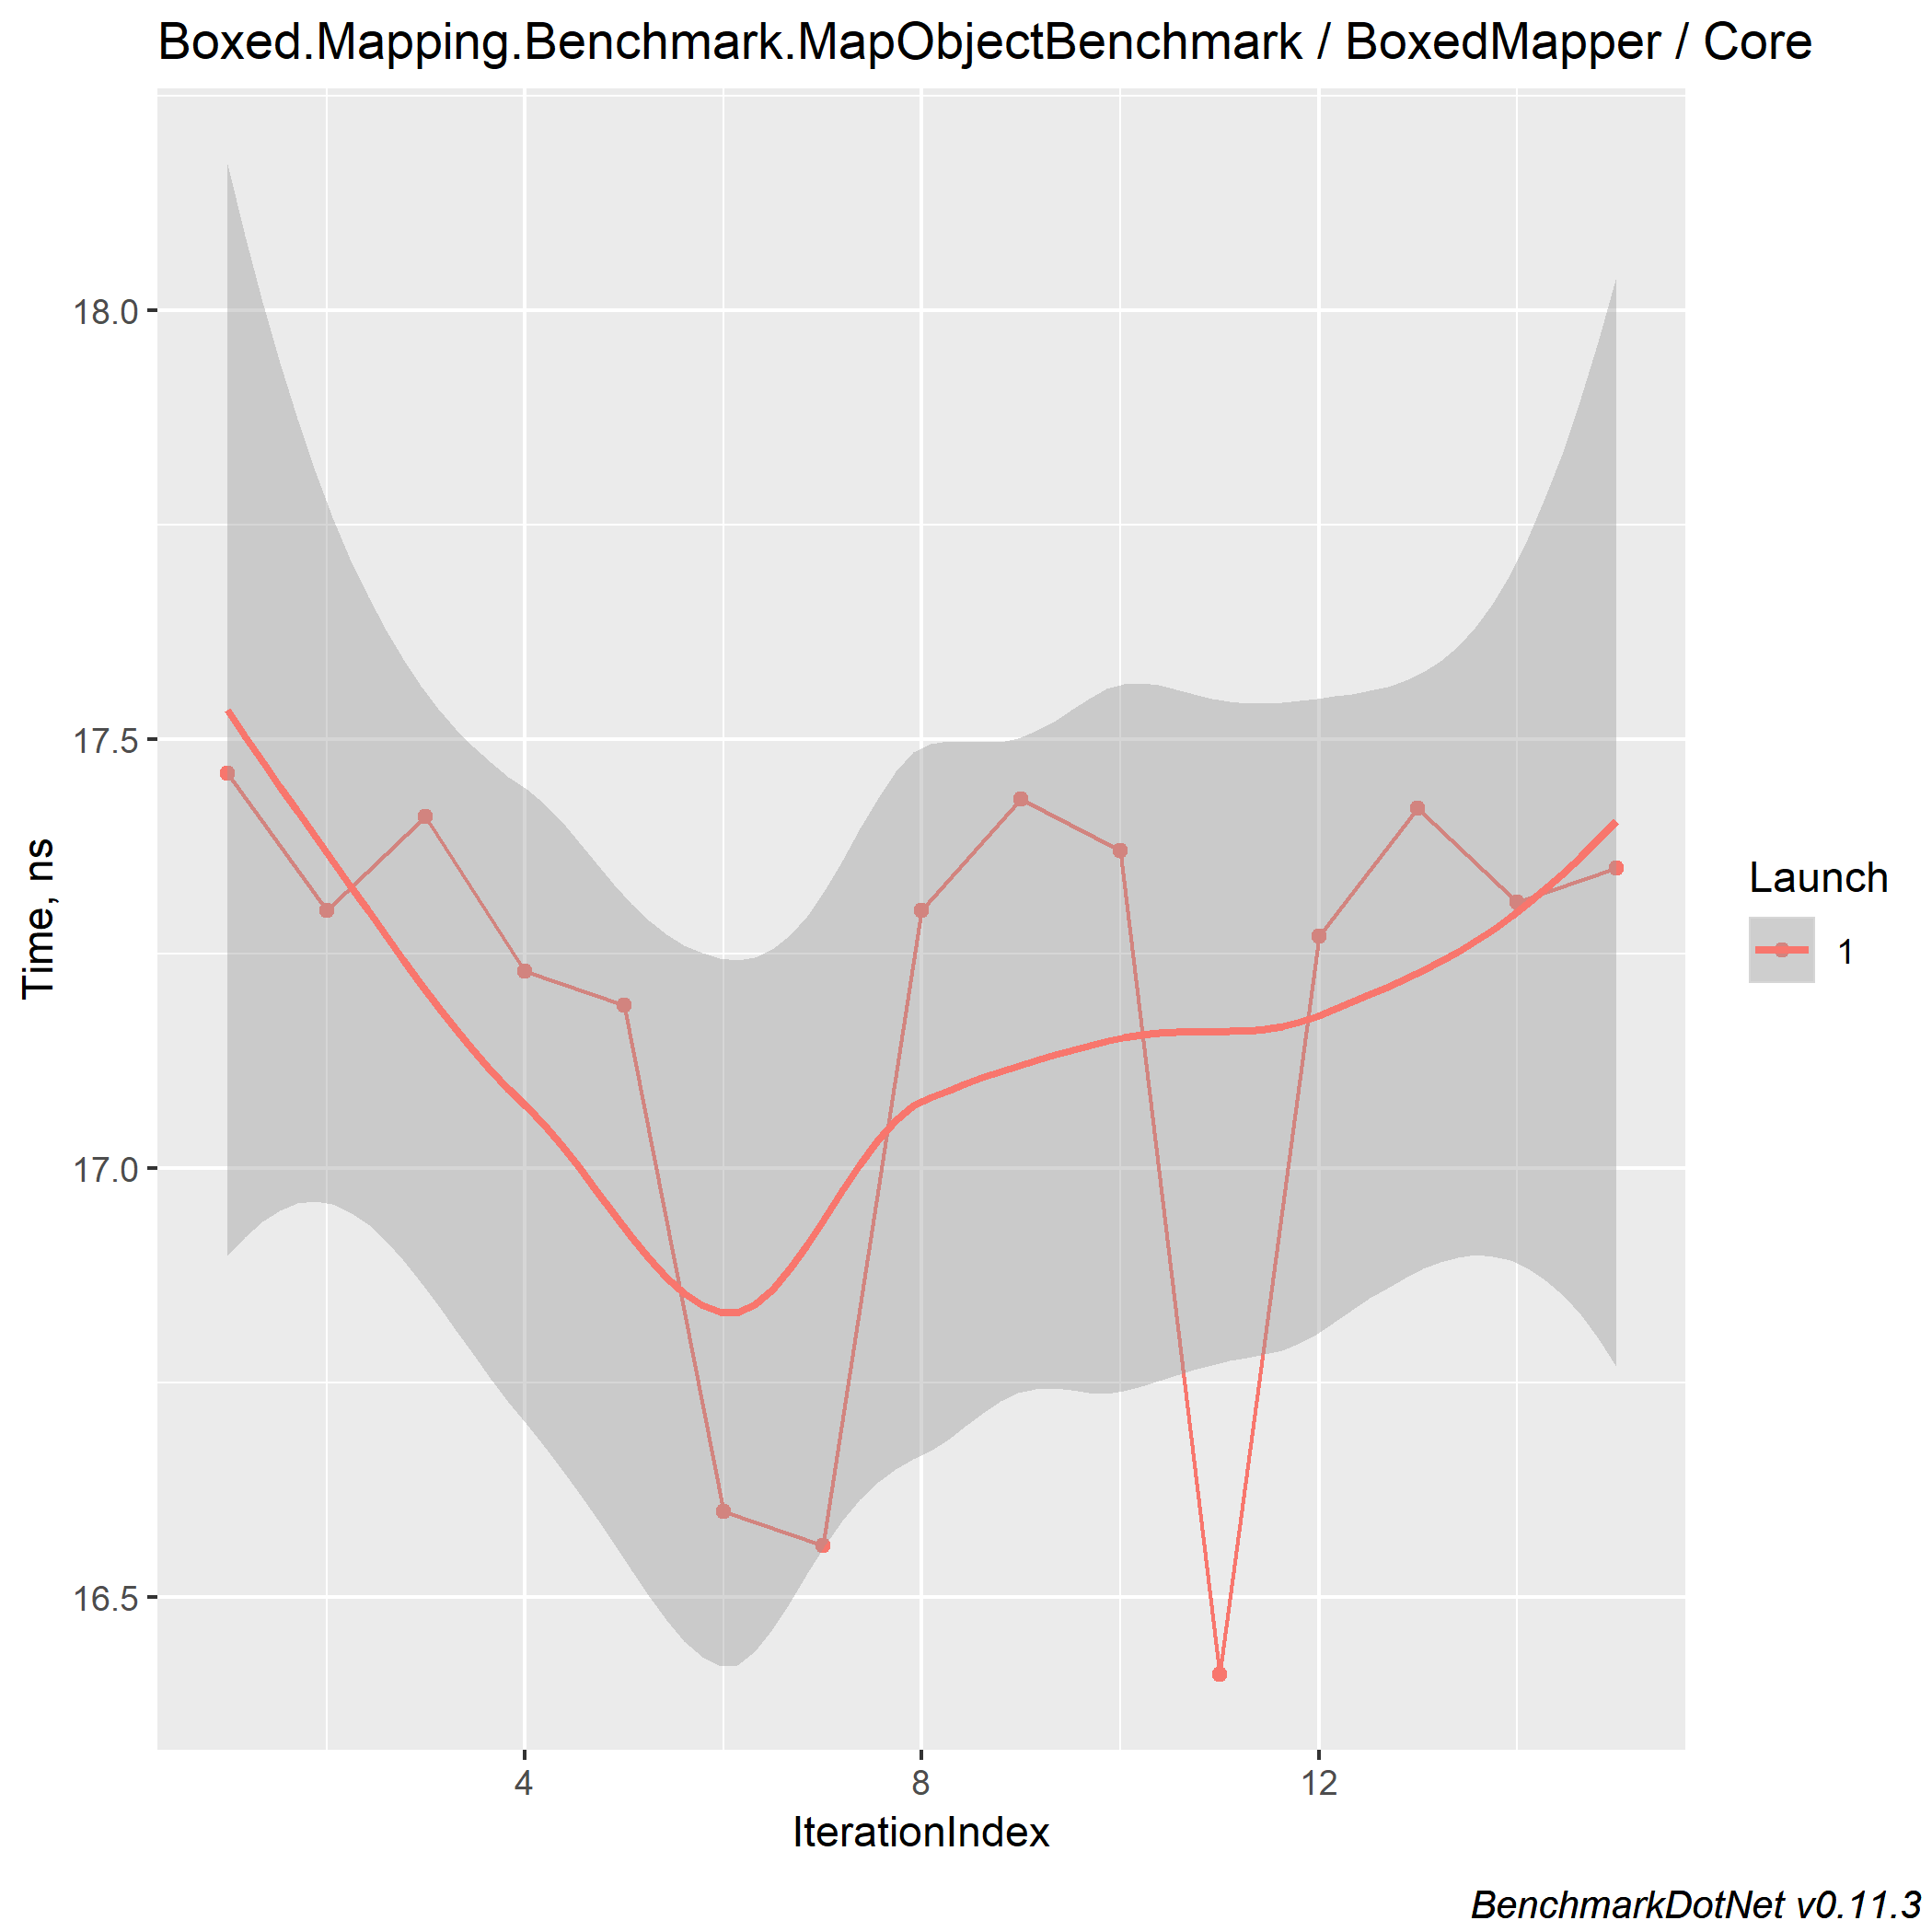 Boxed.Mapping.Benchmark.MapObjectBenchmark / BoxedMapper / Core
18.0
17.5
17.0
16.5
Time, ns
4 8 12
IterationIndex
Launch
1
BenchmarkDotNet v0.11.3